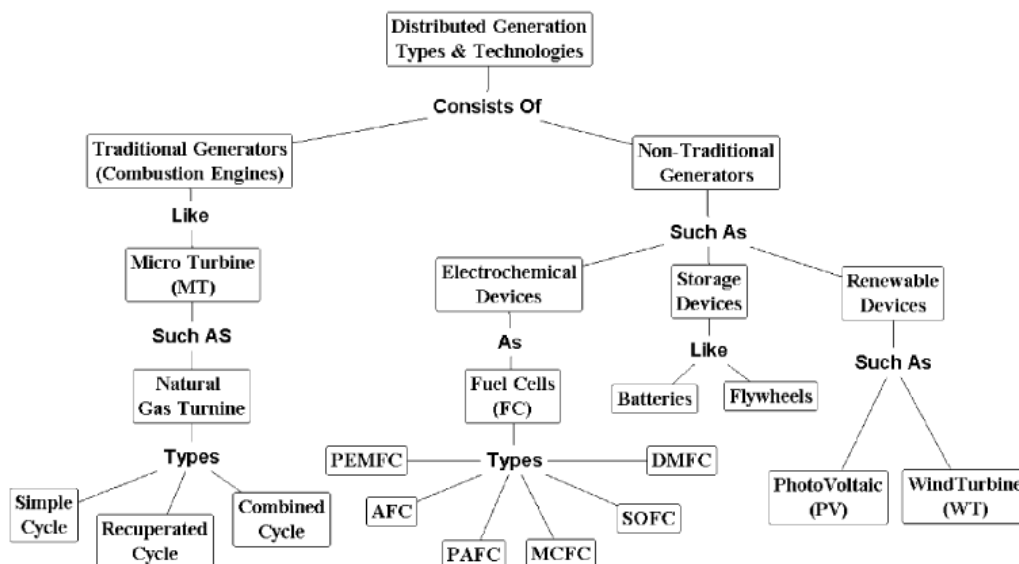 Distributed Generation
Types & Technologies
Consists Of
Traditional Generators
(Combustion Engines)
Non-Traditional
Generators
Like
Such As
Micro Turbine
(MT)
Electrochemical
Devices
Storage
Devices
Renewable
Devices
Such AS
As
Like
Such As
Natural
Gas Turnine
Fuel Cells
(FC)
Batteries
Flywheels
Types
PEMFC
Types
DMFC
PhotoVoltaic
(PV)
WindTurbine
(WT)
Simple
Cycle
Recuperated
Cycle
Combined
Cycle
AFC
PAFC
MCFC
SOFC